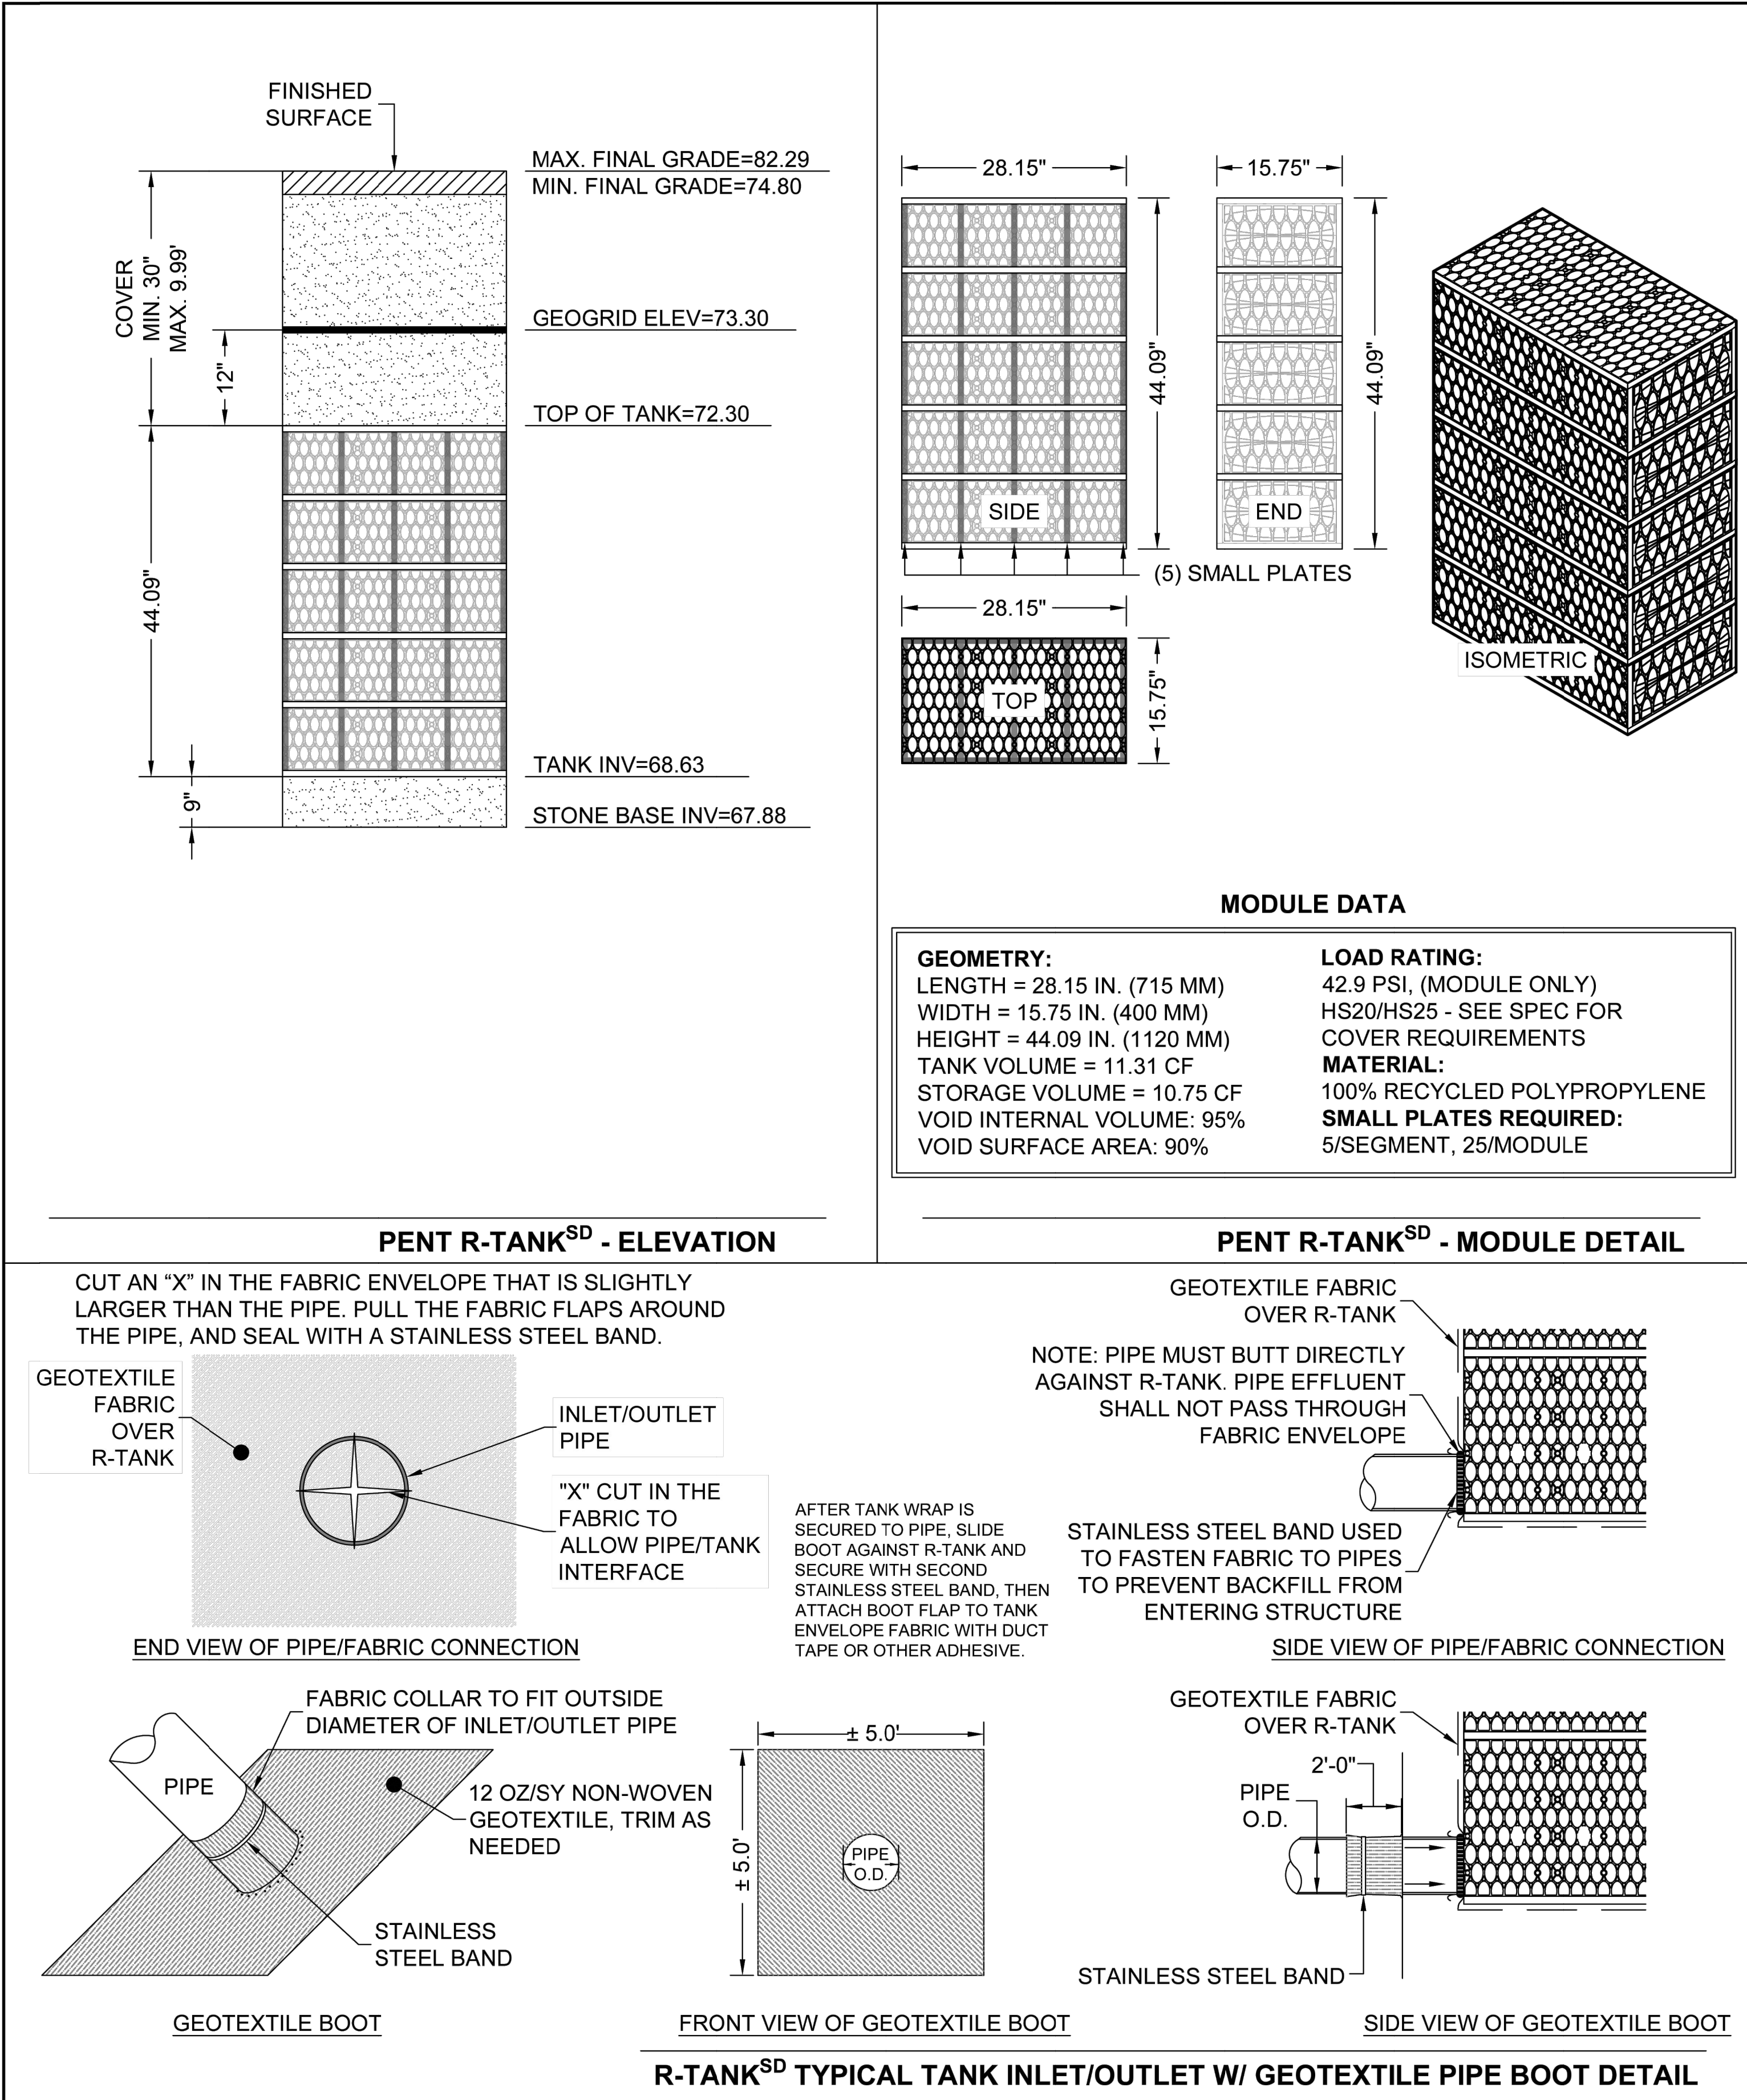 FINISHED
SURFACE
MAX. FINAL GRADE=82.29
MIN. FINAL GRADE=74.80
COVER
MIN. 30"
MAX. 9.99'
GEOGRID ELEV=73.30
12"
TOP OF TANK=72.30
44.09"
TANK INV=68.63
9"
STONE BASE INV=67.88
PENT R-TANKSD - ELEVATION
28.15"
15.75"
44.09"
44.09"
SIDE
END
(5) SMALL PLATES
28.15"
TOP
15.75"
ISOMETRIC
MODULE DATA
GEOMETRY:
LENGTH = 28.15 IN. (715 MM)
WIDTH = 15.75 IN. (400 MM)
HEIGHT = 44.09 IN. (1120 MM)
TANK VOLUME = 11.31 CF
STORAGE VOLUME = 10.75 CF
VOID INTERNAL VOLUME: 95%
VOID SURFACE AREA: 90%
LOAD RATING:
42.9 PSI, (MODULE ONLY)
HS20/HS25 - SEE SPEC FOR
COVER REQUIREMENTS
MATERIAL:
100% RECYCLED POLYPROPYLENE
SMALL PLATES REQUIRED:
5/SEGMENT, 25/MODULE
PENT R-TANKSD - MODULE DETAIL
CUT AN “X” IN THE FABRIC ENVELOPE THAT IS SLIGHTLY
LARGER THAN THE PIPE. PULL THE FABRIC FLAPS AROUND
THE PIPE, AND SEAL WITH A STAINLESS STEEL BAND.
GEOTEXTILE
FABRIC
OVER
R-TANK
INLET/OUTLET
PIPE
"X" CUT IN THE
FABRIC TO
ALLOW PIPE/TANK
INTERFACE
END VIEW OF PIPE/FABRIC CONNECTION
AFTER TANK WRAP IS
SECURED TO PIPE, SLIDE
BOOT AGAINST R-TANK AND
SECURE WITH SECOND
STAINLESS STEEL BAND, THEN
ATTACH BOOT FLAP TO TANK
ENVELOPE FABRIC WITH DUCT
TAPE OR OTHER ADHESIVE.
GEOTEXTILE FABRIC
OVER R-TANK
NOTE: PIPE MUST BUTT DIRECTLY
AGAINST R-TANK. PIPE EFFLUENT
SHALL NOT PASS THROUGH
FABRIC ENVELOPE
STAINLESS STEEL BAND USED
TO FASTEN FABRIC TO PIPES
TO PREVENT BACKFILL FROM
ENTERING STRUCTURE
SIDE VIEW OF PIPE/FABRIC CONNECTION
FABRIC COLLAR TO FIT OUTSIDE
DIAMETER OF INLET/OUTLET PIPE
PIPE
12 OZ/SY NON-WOVEN
GEOTEXTILE, TRIM AS
NEEDED
STAINLESS
STEEL BAND
GEOTEXTILE BOOT
± 5.0'
± 5.0'
PIPE
O.D.
FRONT VIEW OF GEOTEXTILE BOOT
GEOTEXTILE FABRIC
OVER R-TANK
2'-0"
PIPE
O.D.
STAINLESS STEEL BAND
SIDE VIEW OF GEOTEXTILE BOOT
R-TANKSD TYPICAL TANK INLET/OUTLET W/ GEOTEXTILE PIPE BOOT DETAIL